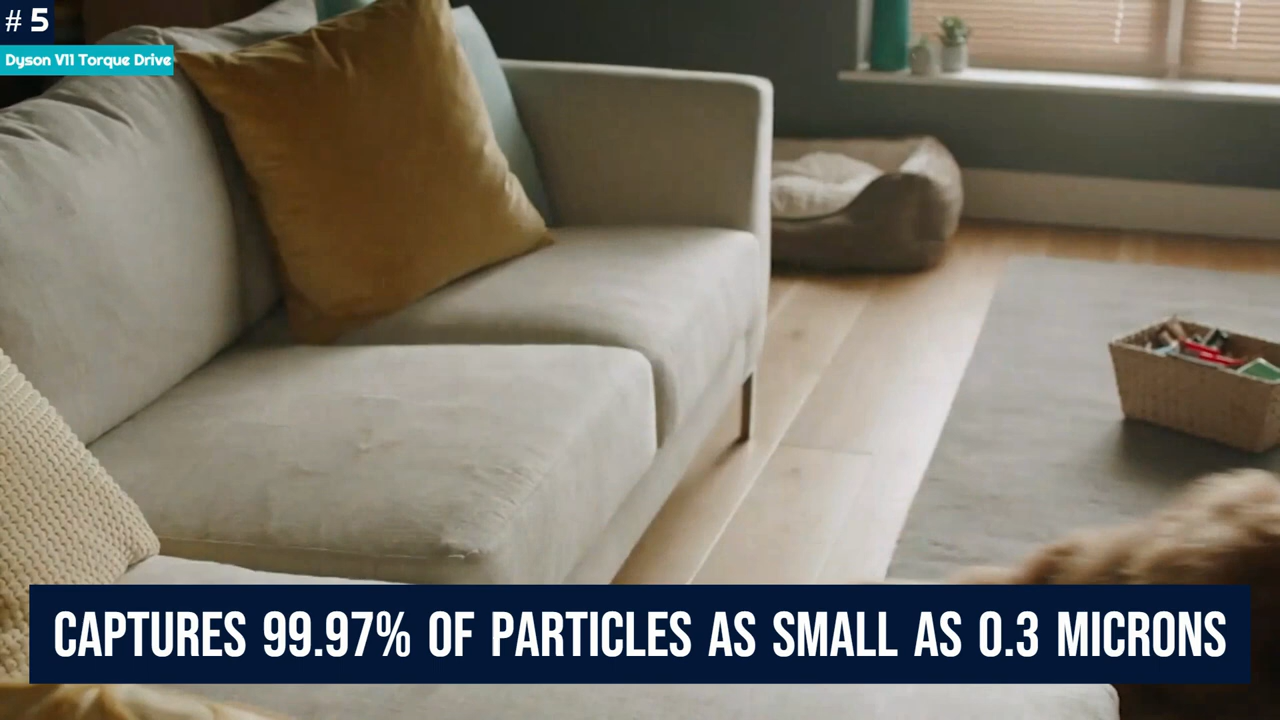 # 5
Dyson V11 Torque Drive
CAPTURES 99.97% OF PARTICLES AS SMALL AS 0.3 MICRONS